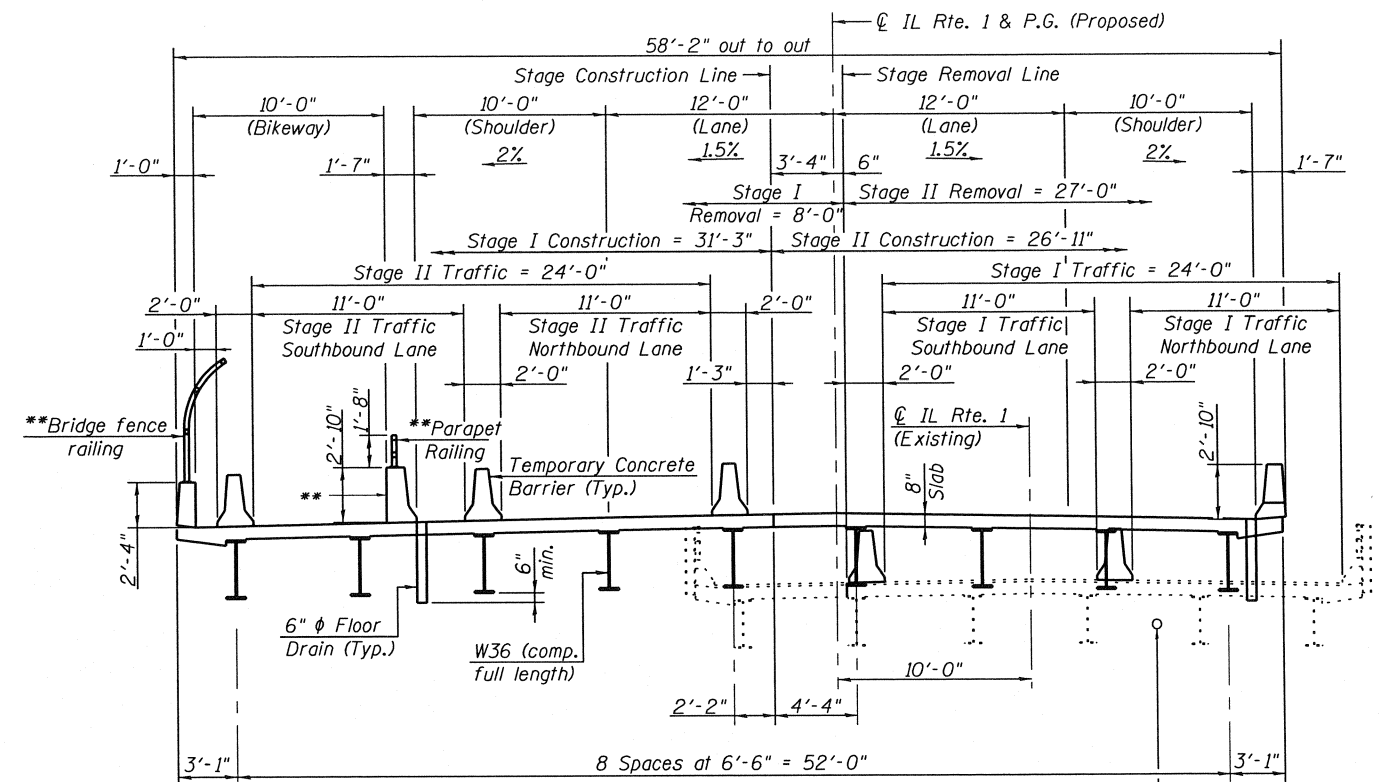 ℄ IL Rte. 1 & P.G. (Proposed)
58'-2" out to out
Stage Construction Line
Stage Removal Line
10'-0" 10'-0" 12'-0" 12'-0" 10'-0"
(Bikeway) (Shoulder) (Lane) (Lane) (Shoulder)
2% 1.5% 1.5% 2%
1'-0" 1'-7" 3'-4" 6" 1'-7"
Stage I
Removal = 8'-0"
Stage II Removal = 27'-0"
Stage I Construction = 31'-3"
Stage II Construction = 26'-11"
Stage II Traffic = 24'-0"
Stage I Traffic = 24'-0"
2'-0" 11'-0" 11'-0" 2'-0" 11'-0" 11'-0"
Stage II Traffic
Southbound Lane
Stage II Traffic
Northbound Lane
Stage I Traffic
Southbound Lane
Stage I Traffic
Northbound Lane
1'-0"
2'-0" 1'-3" 2'-0" 2'-0"
**Bridge fence
railing
2'-10"
1'-8"
**Parapet
Railing
**
Temporary Concrete
Barrier (Typ.)
℄ IL Rte. 1
(Existing)
8"
Slab
2'-10"
2'-4"
6"
min.
6" ϕ Floor
Drain (Typ.)
W36 (comp.
full length)
10'-0"
2'-2" 4'-4"
3'-1" 8 Spaces at 6'-6" = 52'-0" 3'-1"